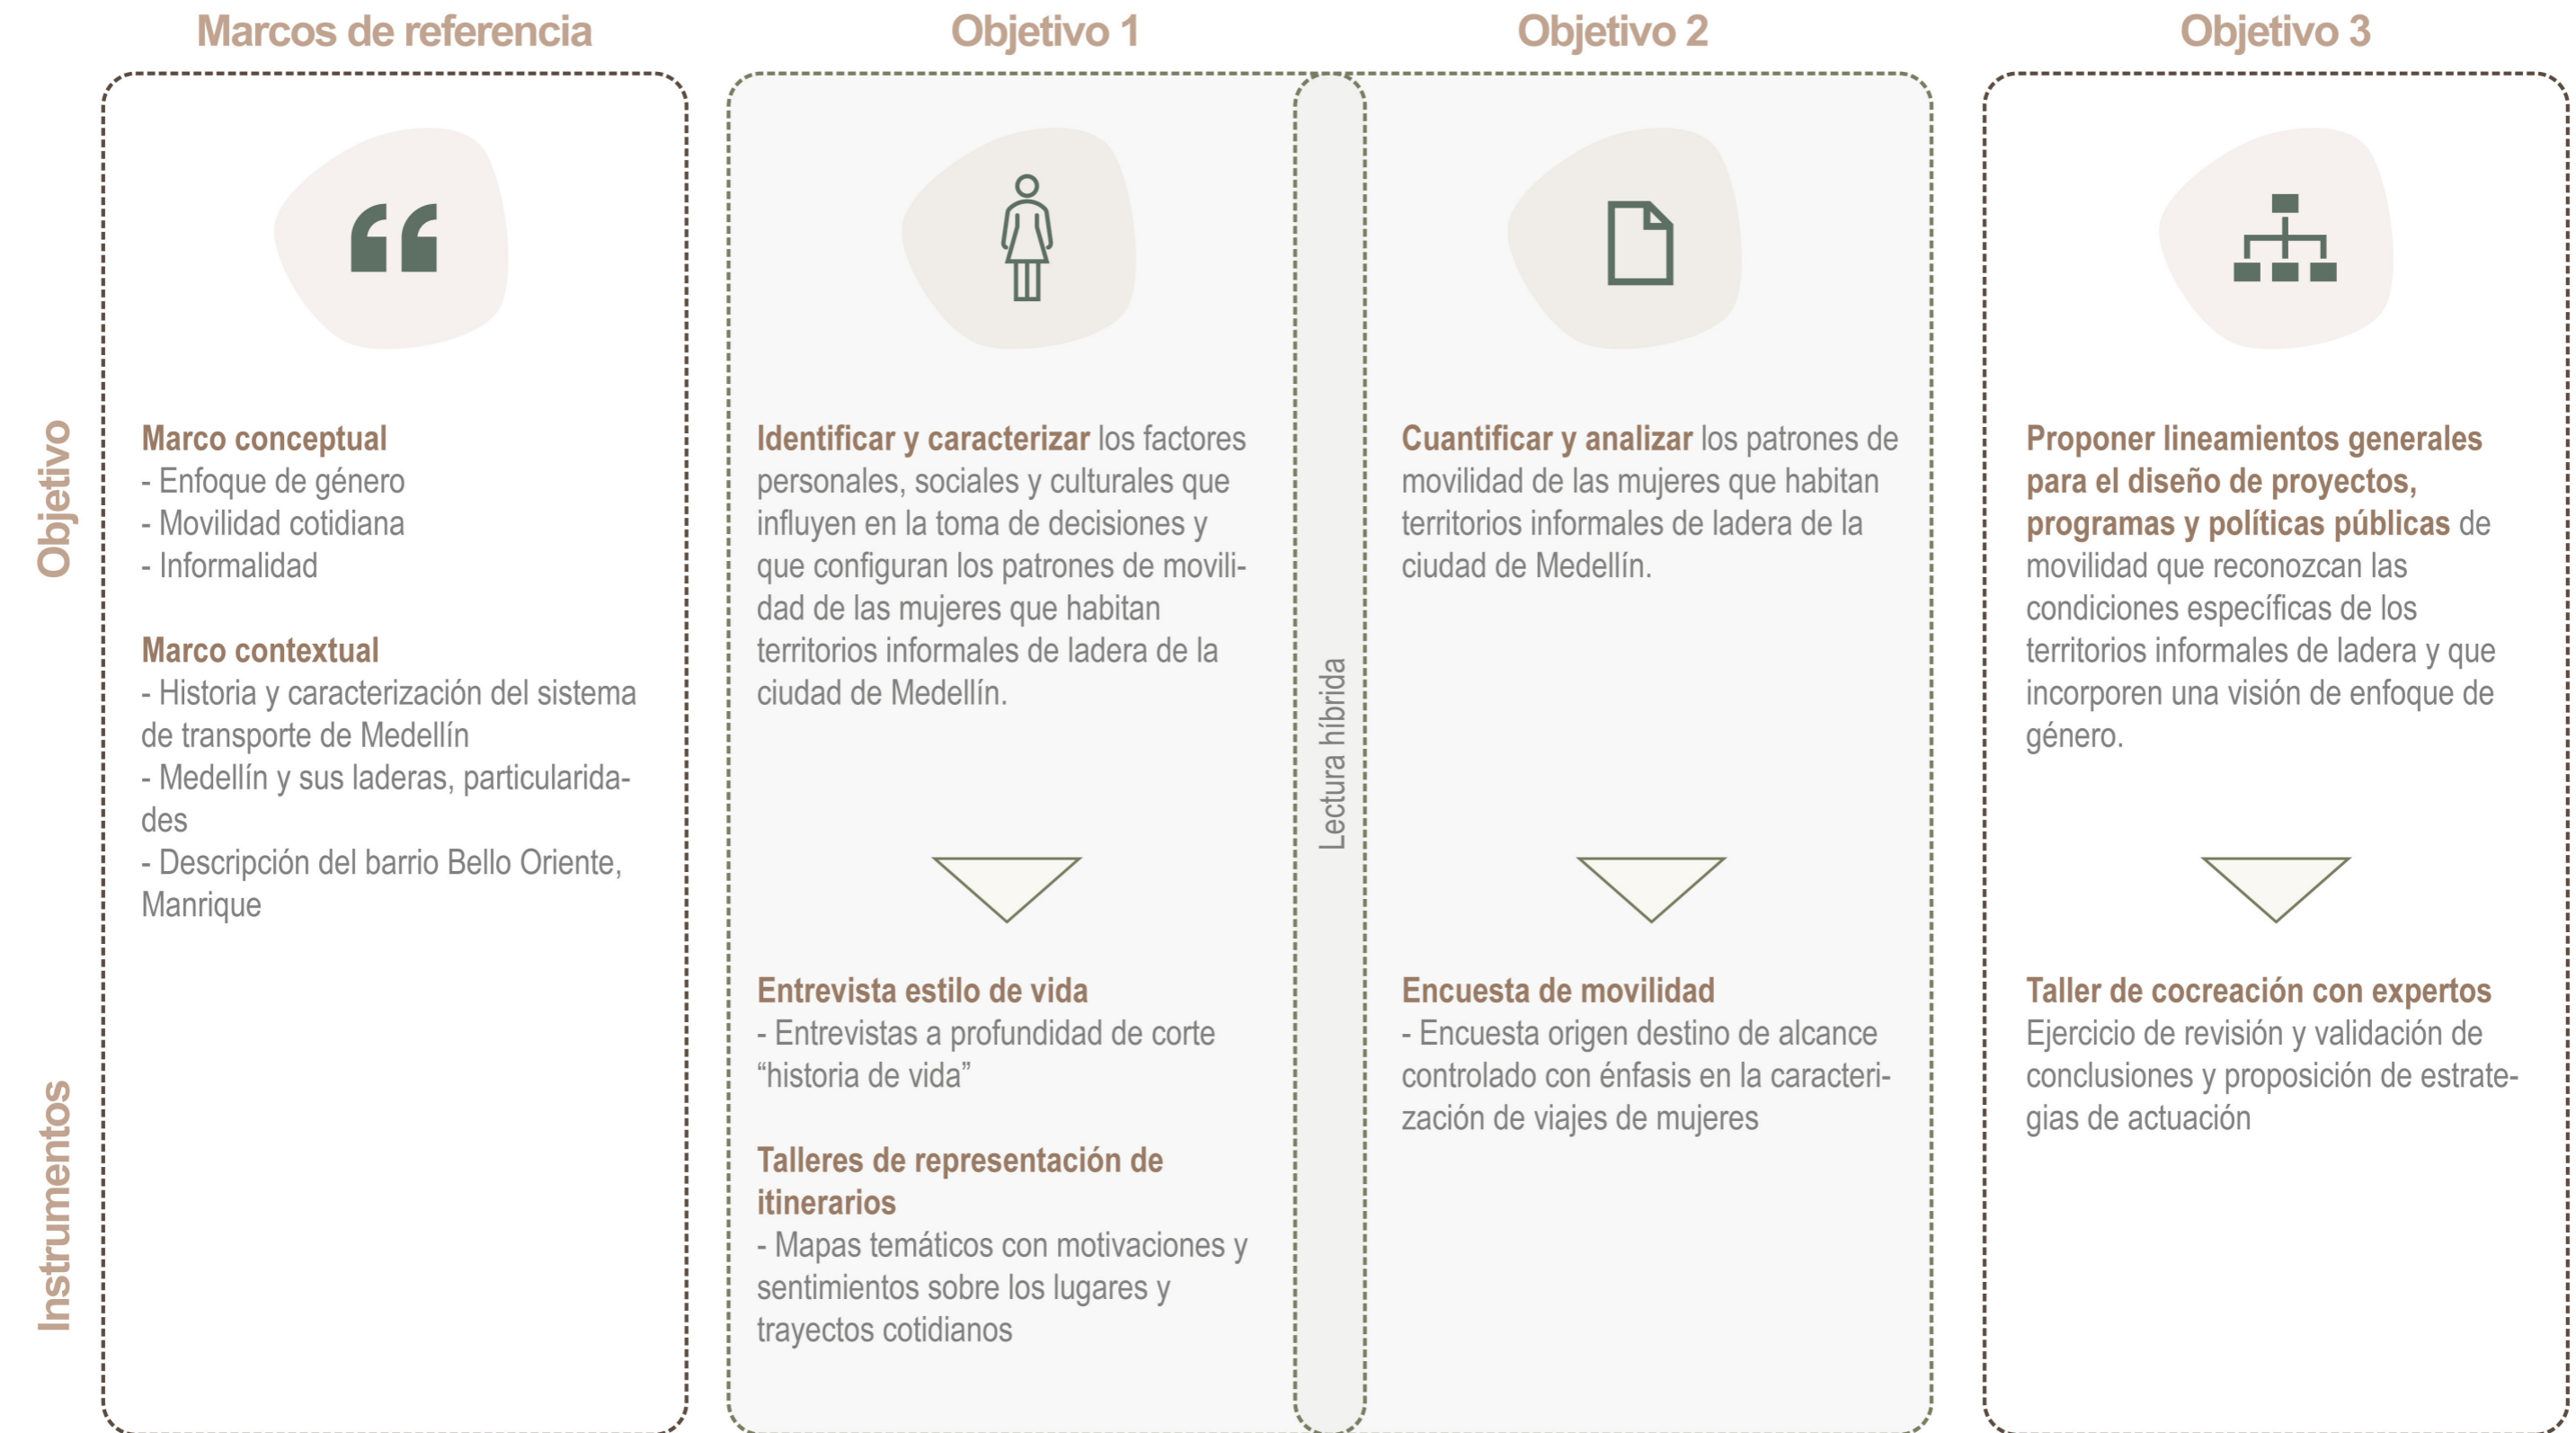 Marcos de referencia
Objetivo 1
Objetivo 2
Objetivo 3
Objetivo
Instrumentos
Marco conceptual
- Enfoque de género
- Movilidad cotidiana
- Informalidad
Marco contextual
- Historia y caracterización del sistema
de transporte de Medellín
- Medellín y sus laderas, particularida-
des
- Descripción del barrio Bello Oriente,
Manrique
Identificar y caracterizar los factores
personales, sociales y culturales que
influyen en la toma de decisiones y
que configuran los patrones de movili-
dad de las mujeres que habitan
territorios informales de ladera de la
ciudad de Medellín.
Entrevista estilo de vida
- Entrevistas a profundidad de corte
“historia de vida”
Talleres de representación de
itinerarios
- Mapas temáticos con motivaciones y
sentimientos sobre los lugares y
trayectos cotidianos
Lectura híbrida
Cuantificar y analizar los patrones de
movilidad de las mujeres que habitan
territorios informales de ladera de la
ciudad de Medellín.
Encuesta de movilidad
- Encuesta origen destino de alcance
controlado con énfasis en la caracteri-
zación de viajes de mujeres
Proponer lineamientos generales
para el diseño de proyectos,
programas y políticas públicas de
movilidad que reconozcan las
condiciones específicas de los
territorios informales de ladera y que
incorporen una visión de enfoque de
género.
Taller de cocreación con expertos
Ejercicio de revisión y validación de
conclusiones y proposición de estrate-
gias de actuación